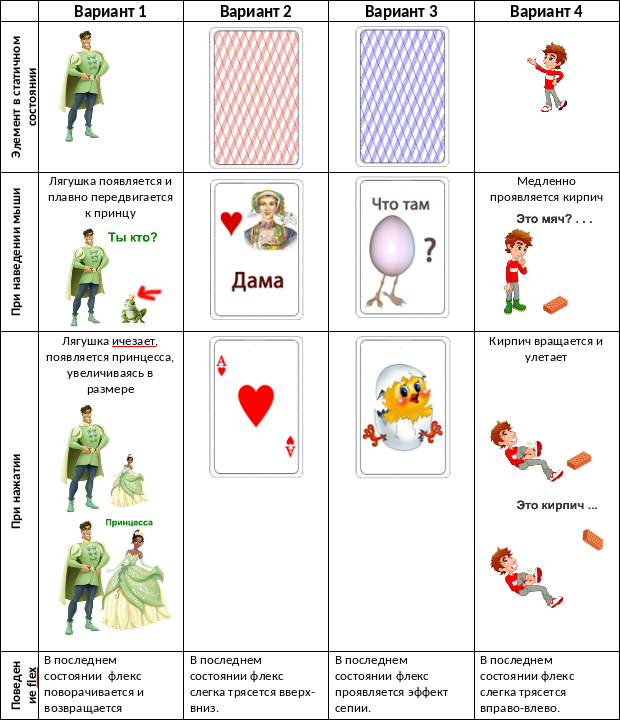 Вариант 1
Вариант 2
Вариант 3
Вариант 4
Элемент в статичном
состоянии
При наведении мыши
Лягушка появляется и
плавно передвигается
к принцу
Ты кто?
Дама
Что там
?
Медленно
проявляется кирпич
Это мяч? . . .
При нажатии
Лягушка ичезает,
появляется принцесса,
увеличиваясь в
размере
Принцесса
A
A
Кирпич вращается и
улетает
Это кирпич ...
Поведен
ие flex
В последнем
состоянии флекс
поворачивается и
возвращается
В последнем
состоянии флекс
слегка трясется вверх-
вниз.
В последнем
состоянии флекс
проявляется эффект
сепии.
В последнем
состоянии флекс
слегка трясется
вправо-влево.